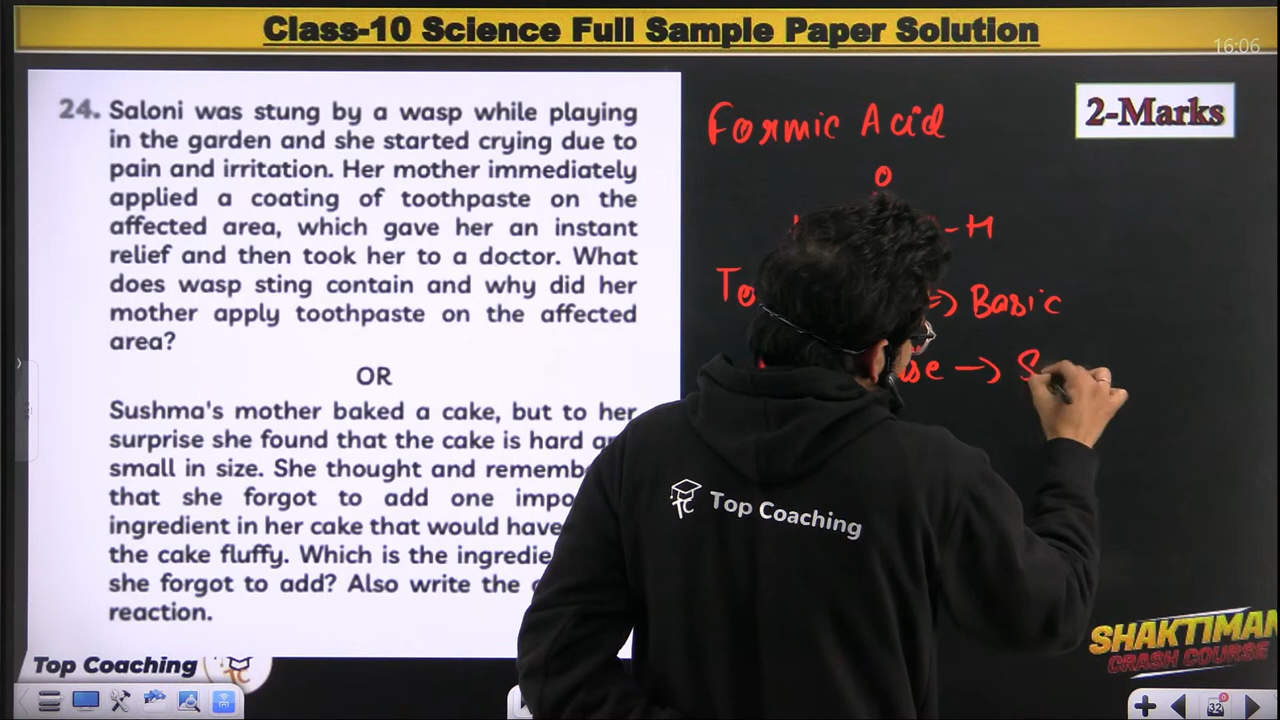 Class-10 Science Full Sample Paper Solution
16:06
2-Marks
24. Saloni was stung by a wasp while playing
in the garden and she started crying due to
pain and irritation. Her mother immediately
applied a coating of toothpaste on the
affected area, which gave her an instant
relief and then took her to a doctor. What
does wasp sting contain and why did her
mother apply toothpaste on the affected
area?
OR
Sushma's mother baked a cake, but to her
surprise she found that the cake is hard
small in size. She thought and
that she forgot to add one
ingredient in her cake that would have
the cake fluffy. Which is the
she forgot to add? Also write the
reaction.
Formic Acid
O
-H
=> Basic
→ S
Top Coaching
TC
Top Coaching
TC
SHAKTIMAN
CRASH COURSE
32